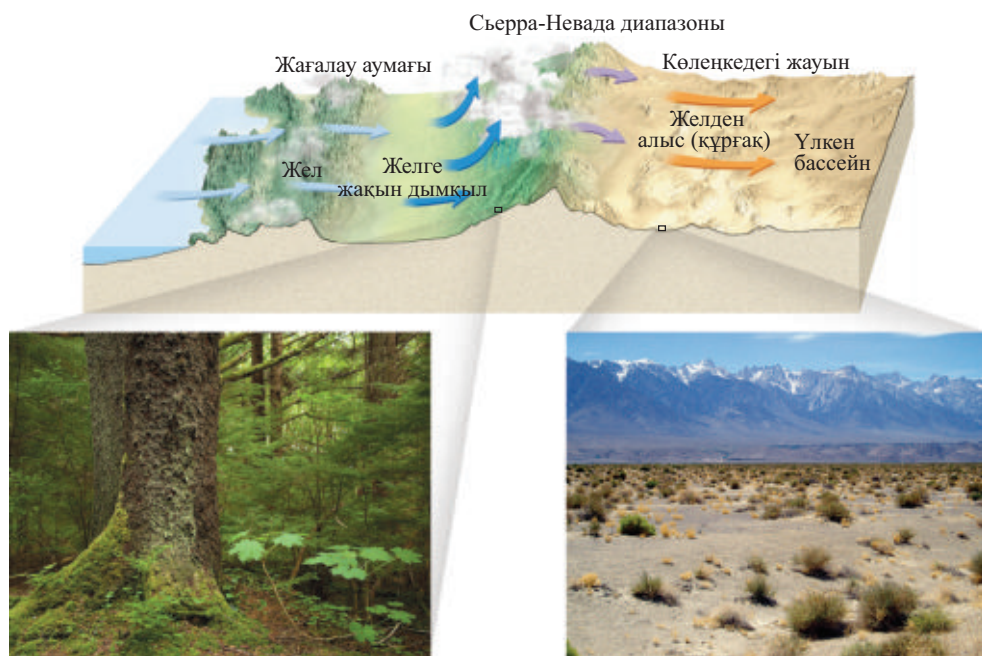 Сьерра-Невада диапазоны
Жағалау аумағы
Көлеңкедегі жауын
Жел
Желге
жақын дымқыл
Желден
алыс (құрғақ)
Үлкен
бассейн